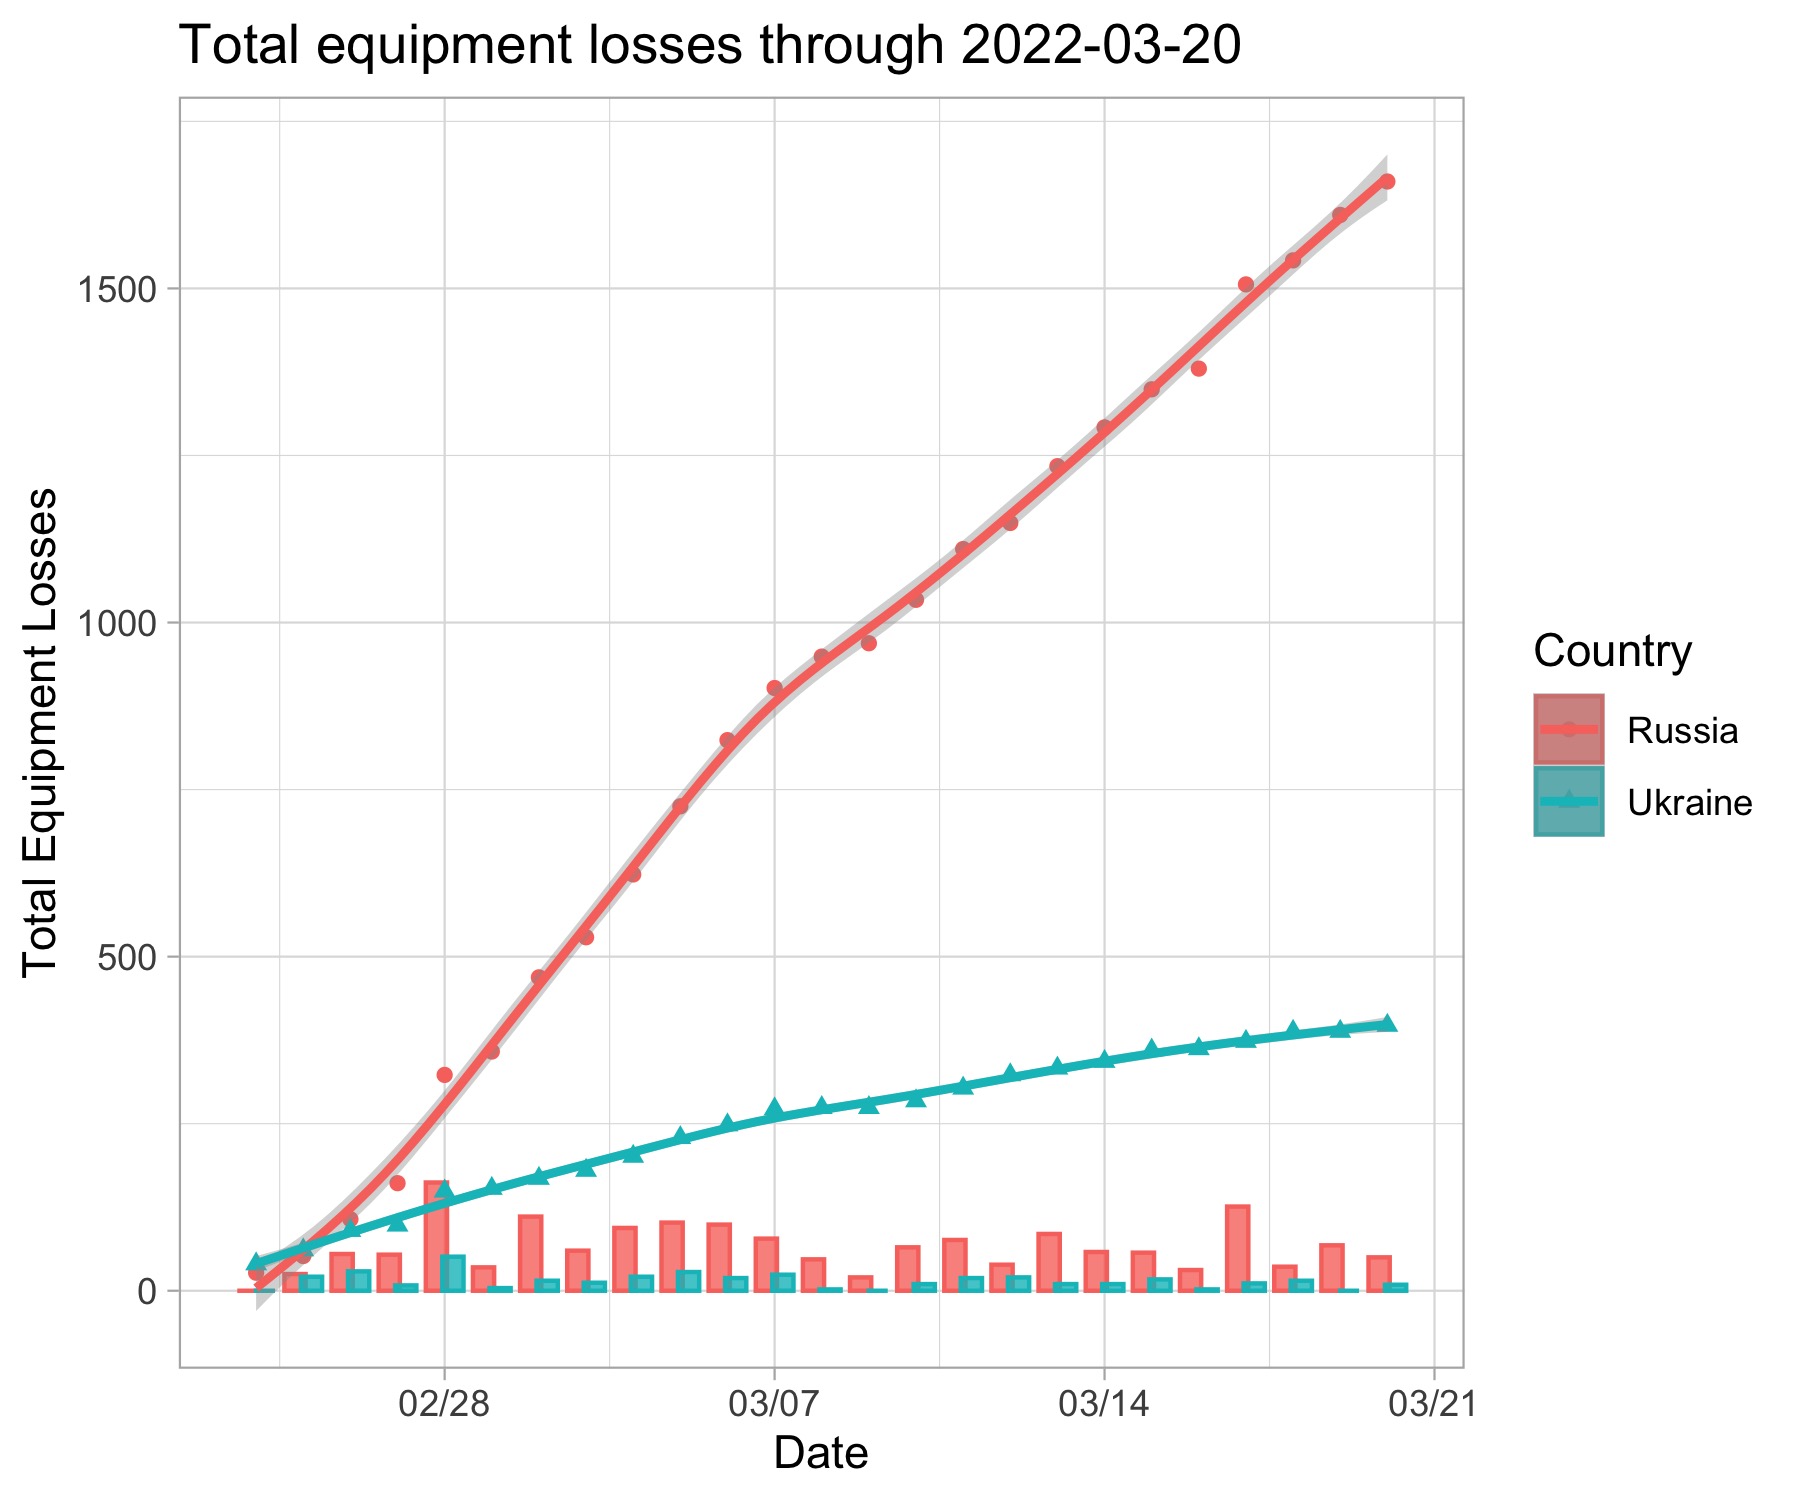 Total equipment losses through 2022-03-20
Total Equipment Losses
1500
1000
500
0
02/28
03/07
03/14
03/21
Date
Country
Russia
Ukraine